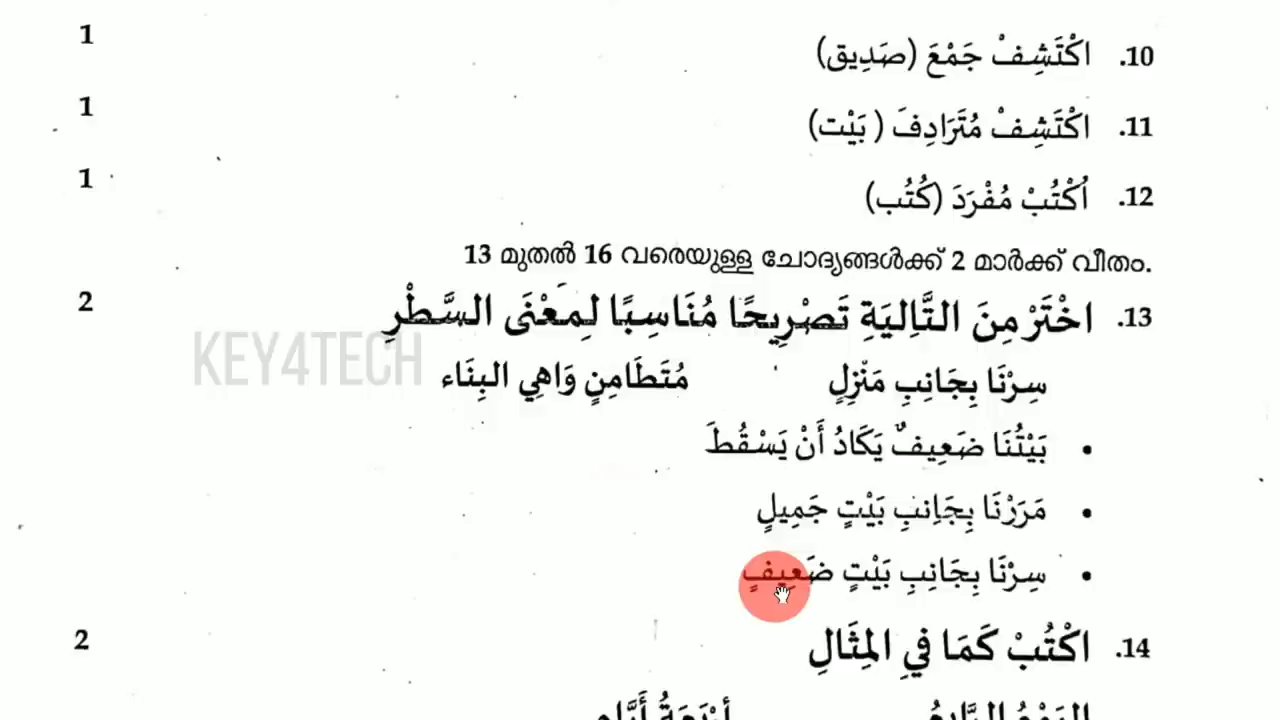 10. اكْتَشِفْ جَمْعَ (صَدِيق) 1
11. اكْتَشِفْ مُتَرَادِفَ ( بَيْت) 1
12. أُكْتُبْ مُفْرَدَ (كُتُب) 1
13 മുതൽ 16 വരെയുള്ള ചോദ്യങ്ങൾക്ക് 2 മാർക്ക് വീതം.
13. اخْتَرْ مِنَ التَّالِيَةِ تَصْرِيحًا مُنَاسِبًا لِمَعْنَى السَّطْرِ 2
KEY4TECH
سِرْنَا بِجَانِبِ مَنْزِلٍ مُتَطَامِنٍ وَاهِي البِنَاء
• بَيْتُنَا ضَعِيفٌ يَكَادُ أَنْ يَسْقُطَ
• مَرَرْنَا بِجَانِبِ بَيْتٍ جَمِيلٍ
• سِرْنَا بِجَانِبِ بَيْتٍ ضَعِيفٍ
14. اكْتُبْ كَمَا فِي المِثَالِ 2